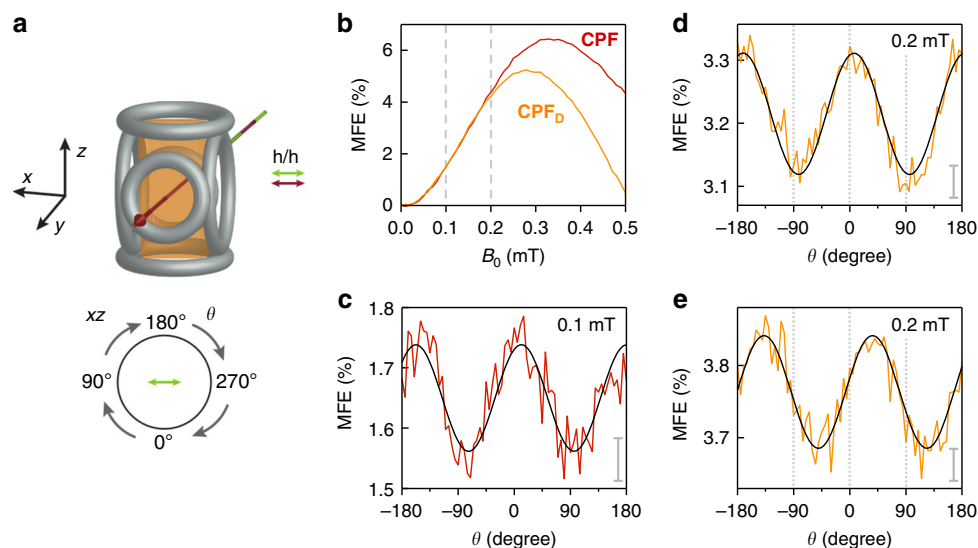 a
z
x
y
h/h
xz
θ
180°
90°
270°
0°
b
MFE (%)
6
4
2
0
CPF
CPF_D
0.0 0.1 0.2 0.3 0.4 0.5
B₀ (mT)
c
MFE (%)
1.8
1.7
1.6
1.5
0.1 mT
−180 −90 0 90 180
θ (degree)
d
MFE (%)
3.3
3.2
3.1
0.2 mT
−180 −90 0 90 180
θ (degree)
e
MFE (%)
3.8
3.7
0.2 mT
−180 −90 0 90 180
θ (degree)